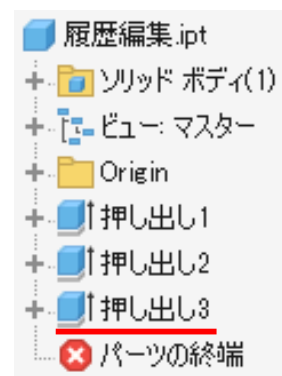 履歴編集.ipt
ソリッド ボディ(1)
ビュー: マスター
Origin
押し出し1
押し出し2
押し出し3
パーツの終端